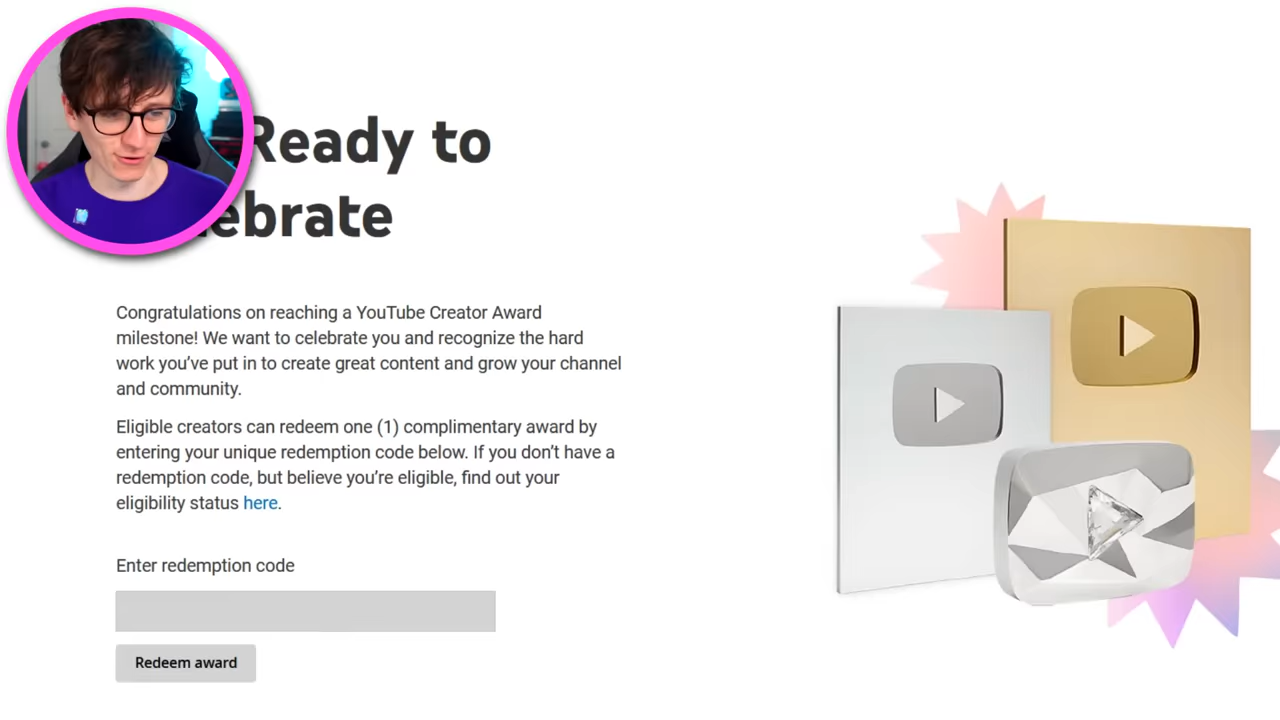 Ready to
ebrate
Congratulations on reaching a YouTube Creator Award
milestone! We want to celebrate you and recognize the hard
work you’ve put in to create great content and grow your channel
and community.
Eligible creators can redeem one (1) complimentary award by
entering your unique redemption code below. If you don’t have a
redemption code, but believe you’re eligible, find out your
eligibility status here.
Enter redemption code
Redeem award